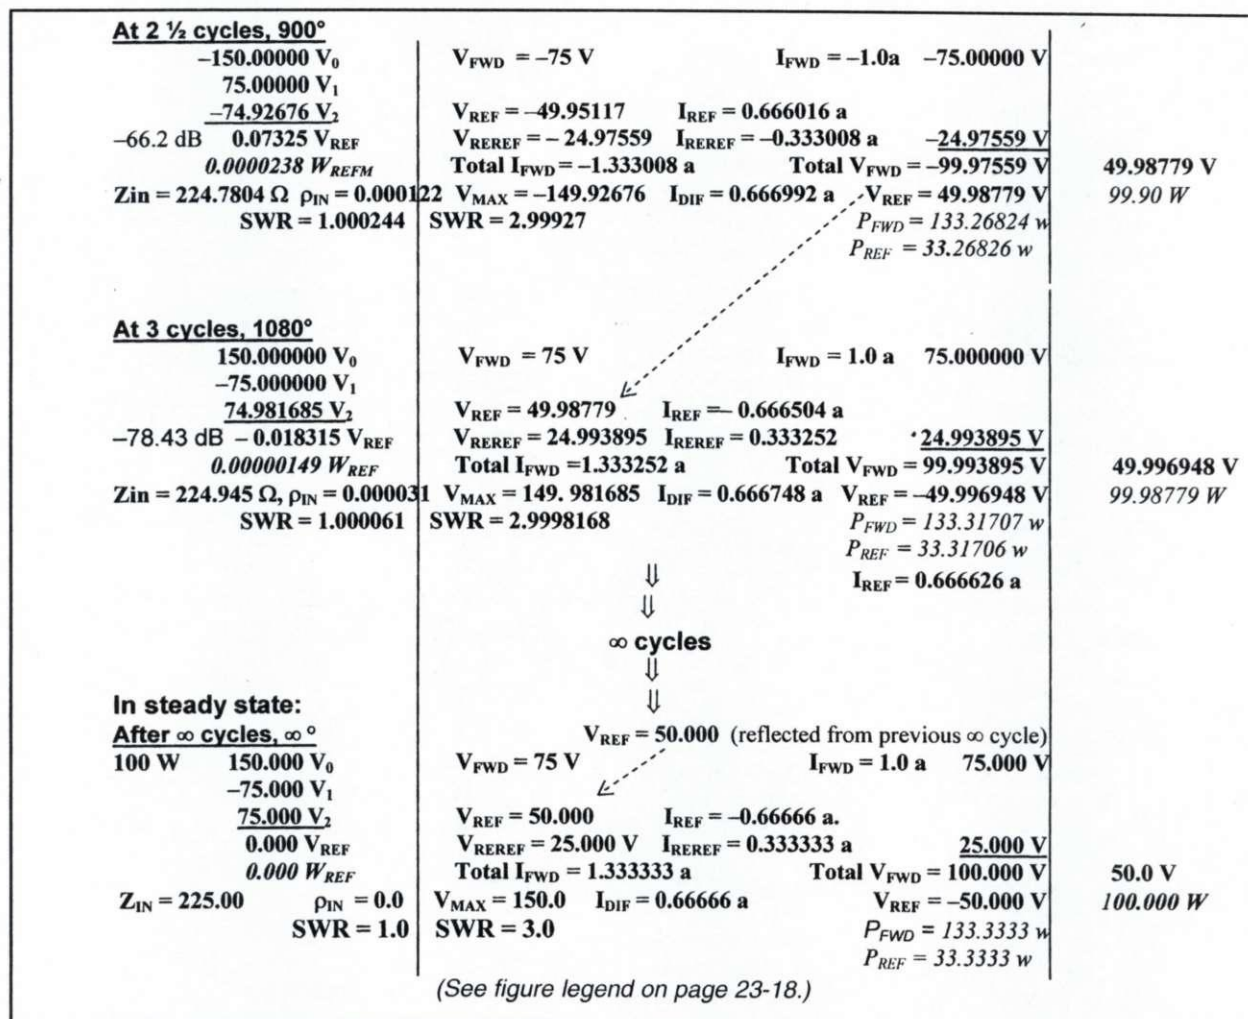 At 2 ½ cycles, 900°
–150.00000 V0 VFWD = –75 V IFWD = –1.0a –75.00000 V
75.00000 V1
–74.92676 V2 VREF = –49.95117 IREF = 0.666016 a
–66.2 dB 0.07325 VREF VREREF = – 24.97559 IREREF = –0.333008 a –24.97559 V
0.0000238 WREFM Total IFWD = –1.333008 a Total VFWD = –99.97559 V 49.98779 V
Zin = 224.7804 Ω ρIN = 0.000122 VMAX = –149.92676 IDIF = 0.666992 a VREF = 49.98779 V 99.90 W
SWR = 1.000244 SWR = 2.99927 PFWD = 133.26824 w
PREF = 33.26826 w
At 3 cycles, 1080°
150.000000 V0 VFWD = 75 V IFWD = 1.0 a 75.000000 V
–75.000000 V1
74.981685 V2 VREF = 49.98779 IREF =– 0.666504 a
–78.43 dB – 0.018315 VREF VREREF = 24.993895 IREREF = 0.333252 24.993895 V
0.00000149 WREF Total IFWD =1.333252 a Total VFWD = 99.993895 V 49.996948 V
Zin = 224.945 Ω, ρIN = 0.000031 VMAX = 149. 981685 IDIF = 0.666748 a VREF = –49.996948 V 99.98779 W
SWR = 1.000061 SWR = 2.9998168 PFWD = 133.31707 w
PREF = 33.31706 w
IREF = 0.666626 a
⇓
⇓
∞ cycles
⇓
⇓
In steady state:
After ∞ cycles, ∞ ° VREF = 50.000 (reflected from previous ∞ cycle)
100 W 150.000 V0 VFWD = 75 V IFWD = 1.0 a 75.000 V
–75.000 V1
75.000 V2 VREF = 50.000 IREF = –0.66666 a.
0.000 VREF VREREF = 25.000 V IREREF = 0.333333 a 25.000 V
0.000 WREF Total IFWD = 1.333333 a Total VFWD = 100.000 V 50.0 V
ZIN = 225.00 ρIN = 0.0 VMAX = 150.0 IDIF = 0.66666 a VREF = –50.000 V 100.000 W
SWR = 1.0 SWR = 3.0 PFWD = 133.3333 w
PREF = 33.3333 w
(See figure legend on page 23-18.)